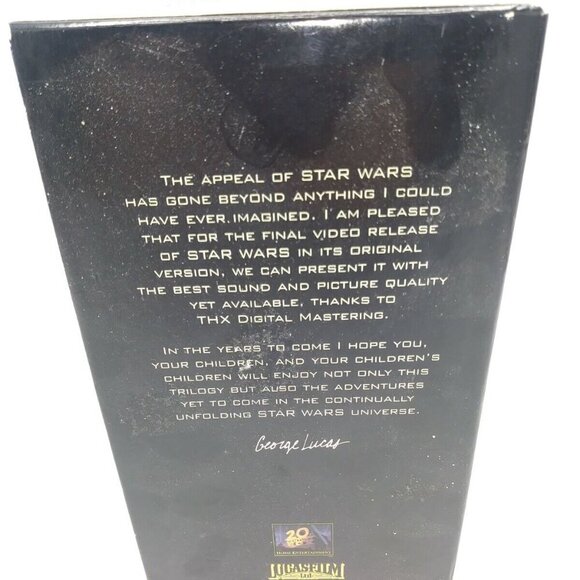 THE APPEAL OF STAR WARS
HAS GONE BEYOND ANYTHING I COULD
HAVE EVER IMAGINED. I AM PLEASED
THAT FOR THE FINAL VIDEO RELEASE
OF STAR WARS IN ITS ORIGINAL
VERSION, WE CAN PRESENT IT WITH
THE BEST SOUND AND PICTURE QUALITY
YET AVAILABLE, THANKS TO
THX DIGITAL MASTERING.
IN THE YEARS TO COME I HOPE YOU,
YOUR CHILDREN, AND YOUR CHILDREN'S
CHILDREN WILL ENJOY NOT ONLY THIS
TRILOGY BUT ALSO THE ADVENTURES
YET TO COME IN THE CONTINUALLY
UNFOLDING STAR WARS UNIVERSE.
George Lucas
20
HOME ENTERTAINMENT
LUCASFILM
Ltd